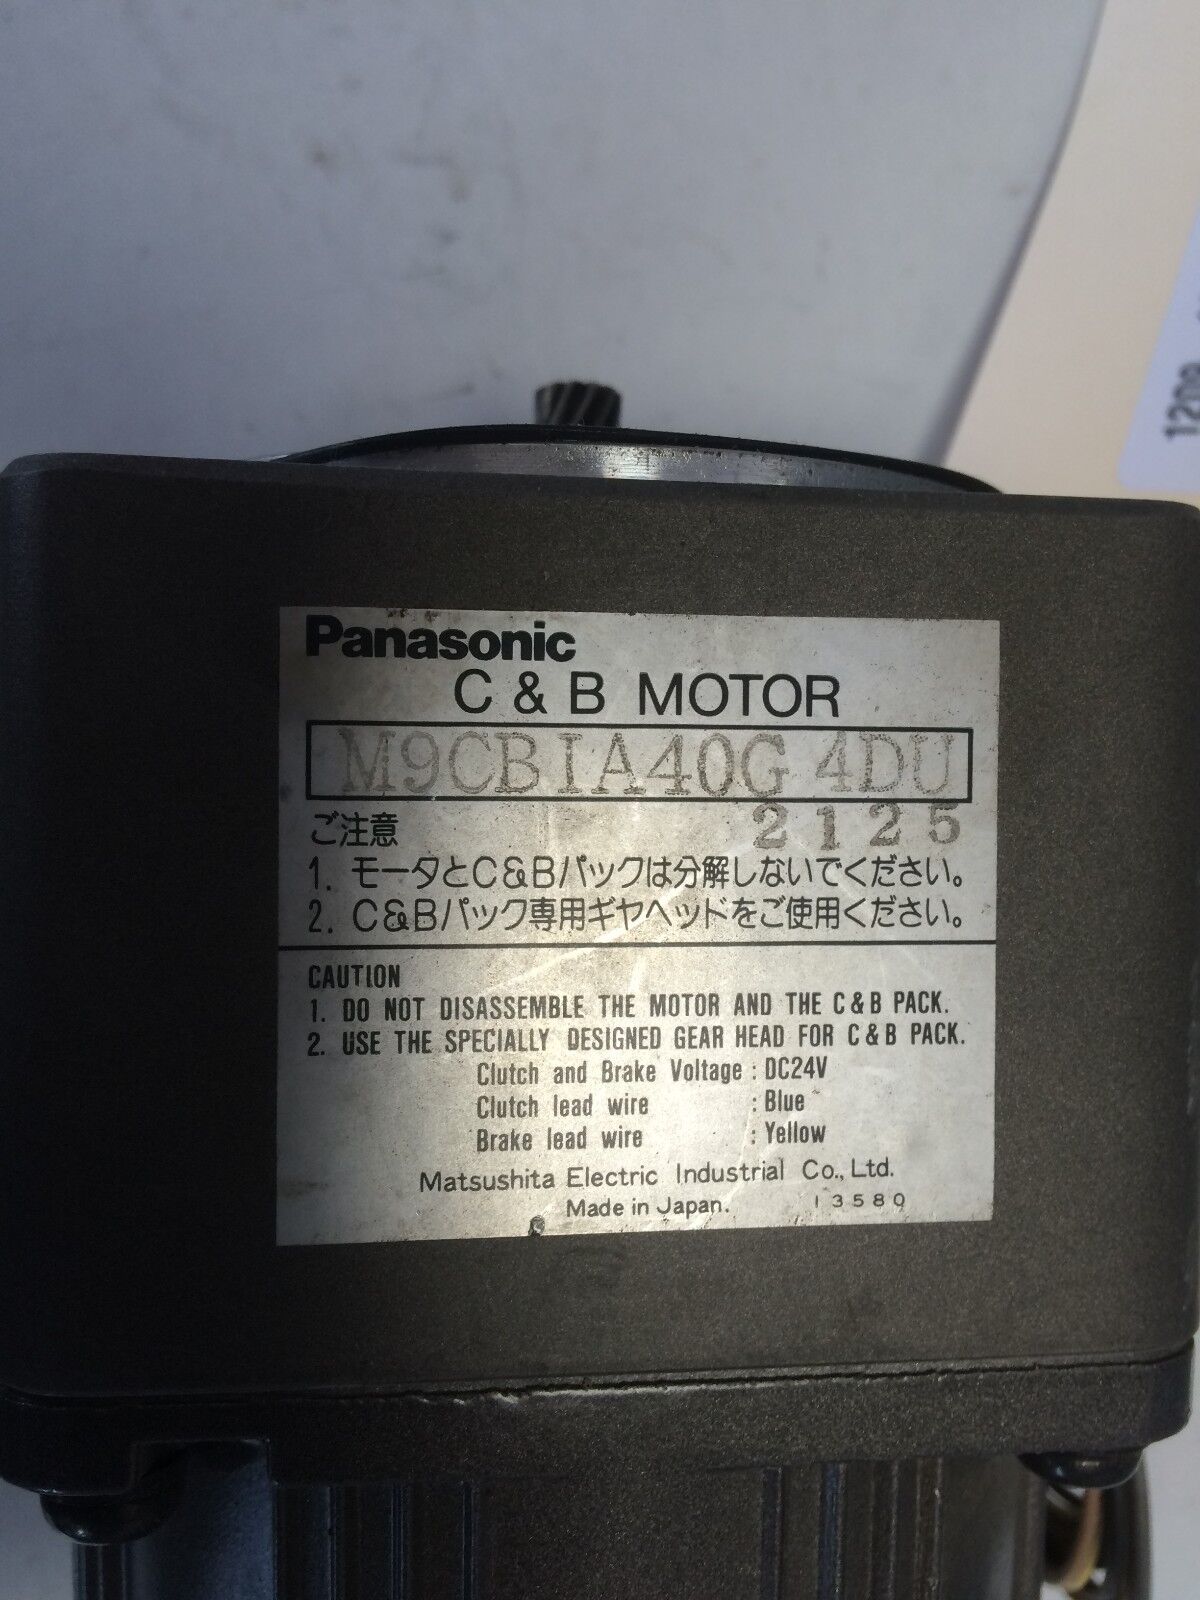 1208
Panasonic
C & B MOTOR
M9CB1A40G 4DU
2125
ご注意
1. モータとC&Bパックは分解しないでください。
2. C&Bパック専用ギヤヘッドをご使用ください。
CAUTION
1. DO NOT DISASSEMBLE THE MOTOR AND THE C & B PACK.
2. USE THE SPECIALLY DESIGNED GEAR HEAD FOR C & B PACK.
Clutch and Brake Voltage : DC24V
Clutch lead wire : Blue
Brake lead wire : Yellow
Matsushita Electric Industrial Co., Ltd.
Made in Japan. 13580